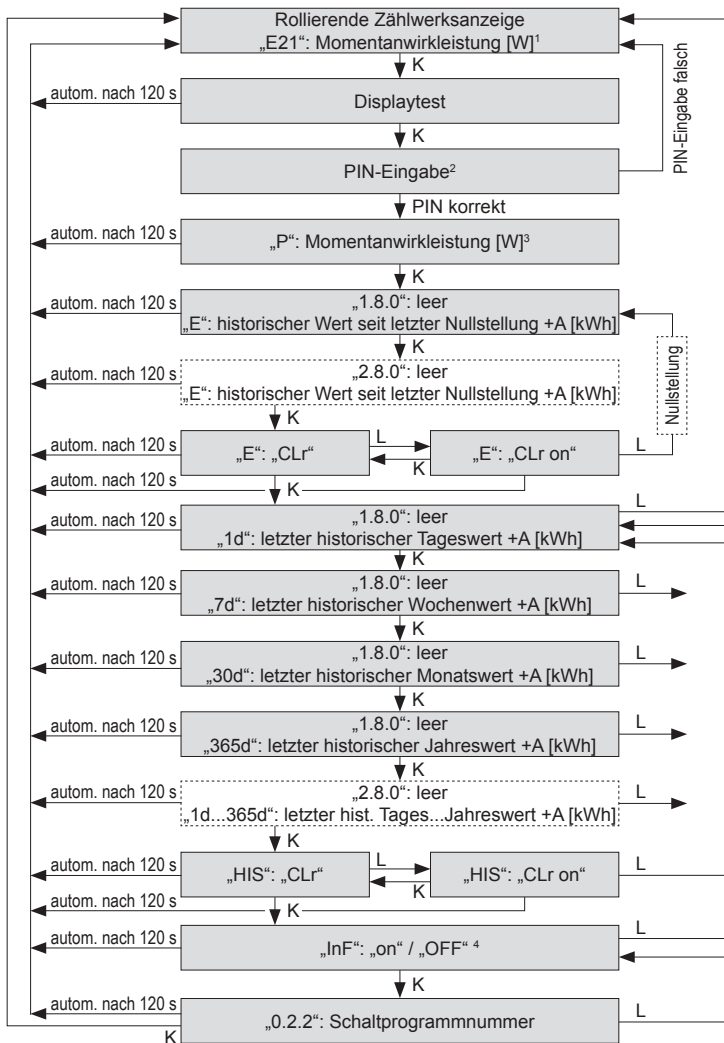 Rollierende Zählwerksanzeige
„E21“: Momentanwirkleistung [W]¹
K
autom. nach 120 s
Displaytest
K
PIN-Eingabe²
PIN-Eingabe falsch
PIN korrekt
autom. nach 120 s
„P“: Momentanwirkleistung [W]³
K
autom. nach 120 s
„1.8.0“: leer
„E“: historischer Wert seit letzter Nullstellung +A [kWh]
K
autom. nach 120 s
„2.8.0“: leer
„E“: historischer Wert seit letzter Nullstellung +A [kWh]
Nullstellung
K
autom. nach 120 s
„E“: „CLr“
L
K
„E“: „CLr on“
L
autom. nach 120 s
K
L
autom. nach 120 s
„1.8.0“: leer
„1d“: letzter historischer Tageswert +A [kWh]
K
autom. nach 120 s
„1.8.0“: leer
„7d“: letzter historischer Wochenwert +A [kWh]
L
K
autom. nach 120 s
„1.8.0“: leer
„30d“: letzter historischer Monatswert +A [kWh]
L
K
autom. nach 120 s
„1.8.0“: leer
„365d“: letzter historischer Jahreswert +A [kWh]
L
K
autom. nach 120 s
„2.8.0“: leer
„1d...365d“: letzter hist. Tages...Jahreswert +A [kWh]
L
K
autom. nach 120 s
„HIS“: „CLr“
L
K
„HIS“: „CLr on“
L
autom. nach 120 s
K
autom. nach 120 s
„InF“: „on“ / „OFF“ ⁴
L
K
autom. nach 120 s
„0.2.2“: Schaltprogrammnummer
L
K